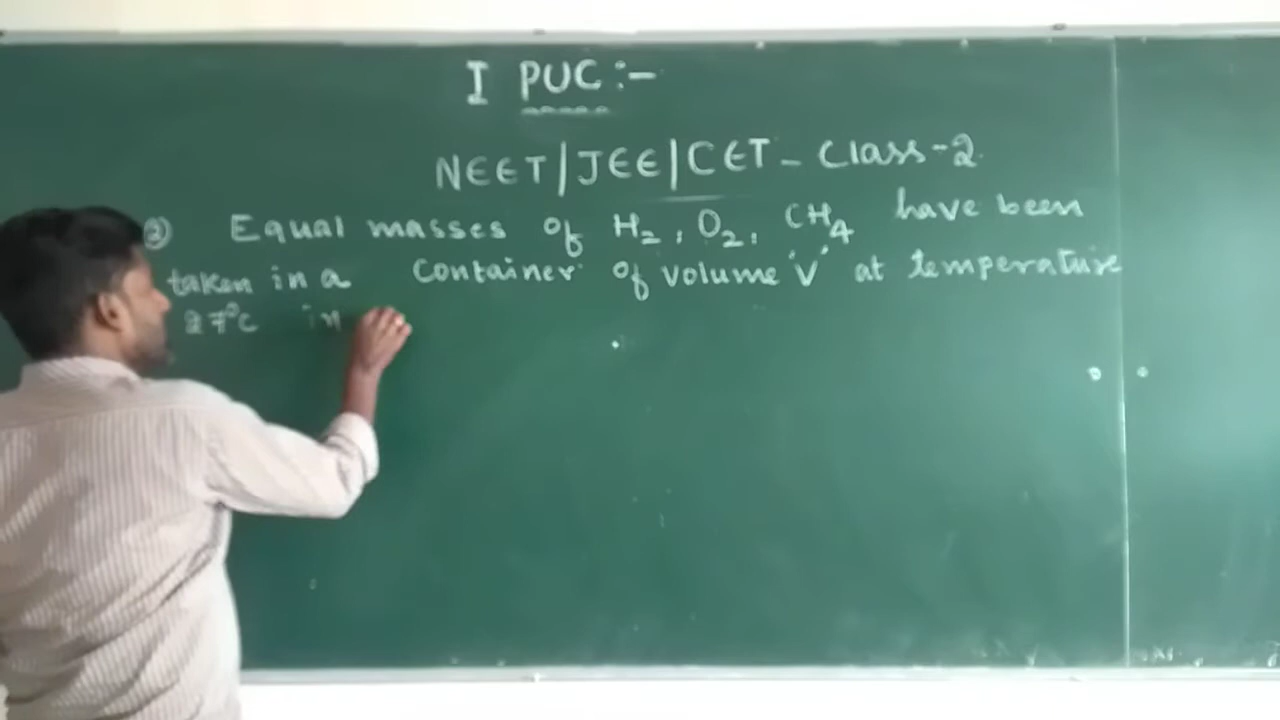 I PUC:-
NEET/JEE/CET - Class-2
② Equal masses of H₂, O₂, CH₄ have been
taken in a container of volume 'V' at temperature
27°C in